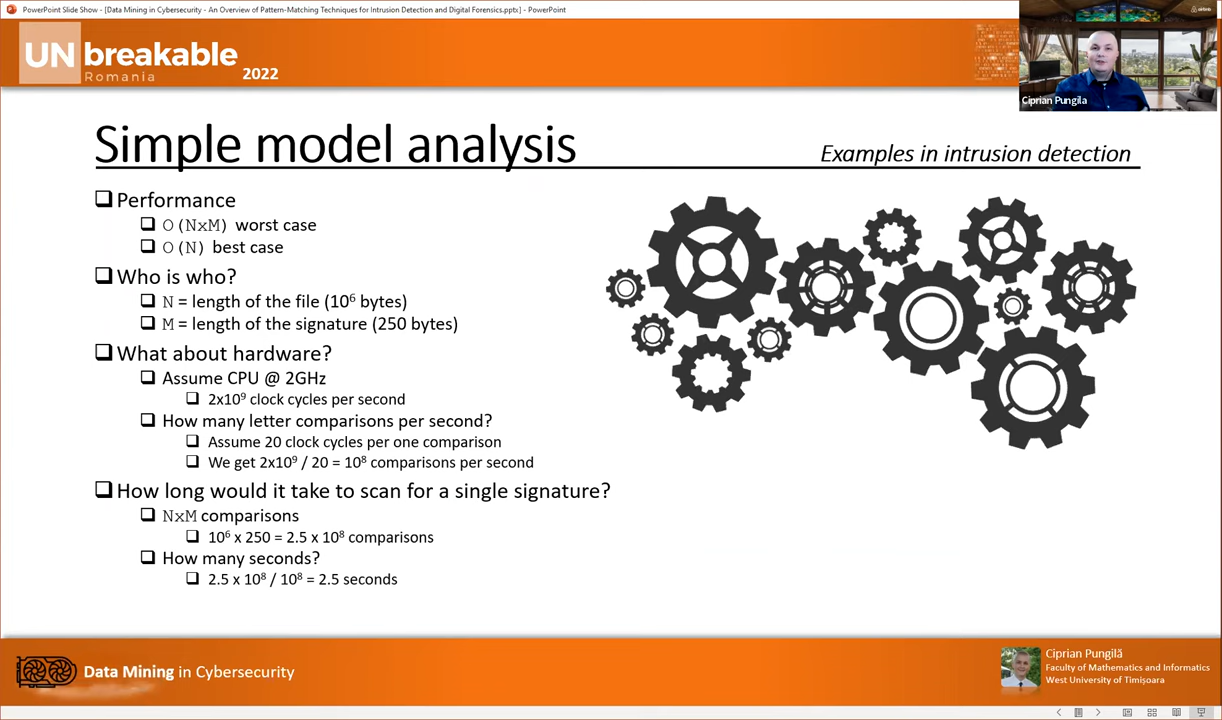 PowerPoint Slide Show - [Data Mining in Cybersecurity - An Overview of Pattern-Matching Techniques for Intrusion Detection and Digital Forensics.pptx] - PowerPoint
UNbreakable
Romania
2022
Ciprian Pungila
Simple model analysis
Examples in intrusion detection
Performance
O(NxM) worst case
O(N) best case
Who is who?
N = length of the file (10⁶ bytes)
M = length of the signature (250 bytes)
What about hardware?
Assume CPU @ 2GHz
2x10⁹ clock cycles per second
How many letter comparisons per second?
Assume 20 clock cycles per one comparison
We get 2x10⁹ / 20 = 10⁸ comparisons per second
How long would it take to scan for a single signature?
NxM comparisons
10⁶ x 250 = 2.5 x 10⁸ comparisons
How many seconds?
2.5 x 10⁸ / 10⁸ = 2.5 seconds
Data Mining in Cybersecurity
Ciprian Pungilă
Faculty of Mathematics and Informatics
West University of Timișoara